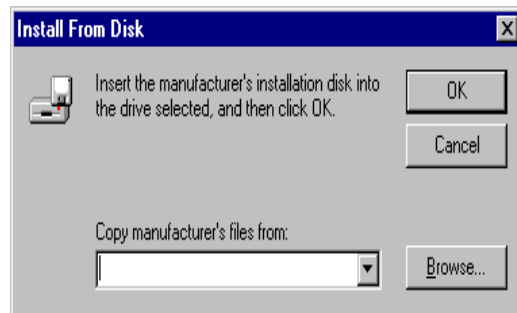 Install From Disk
Insert the manufacturer's installation disk into
the drive selected, and then click OK.
OK
Cancel
Copy manufacturer's files from:
Browse...